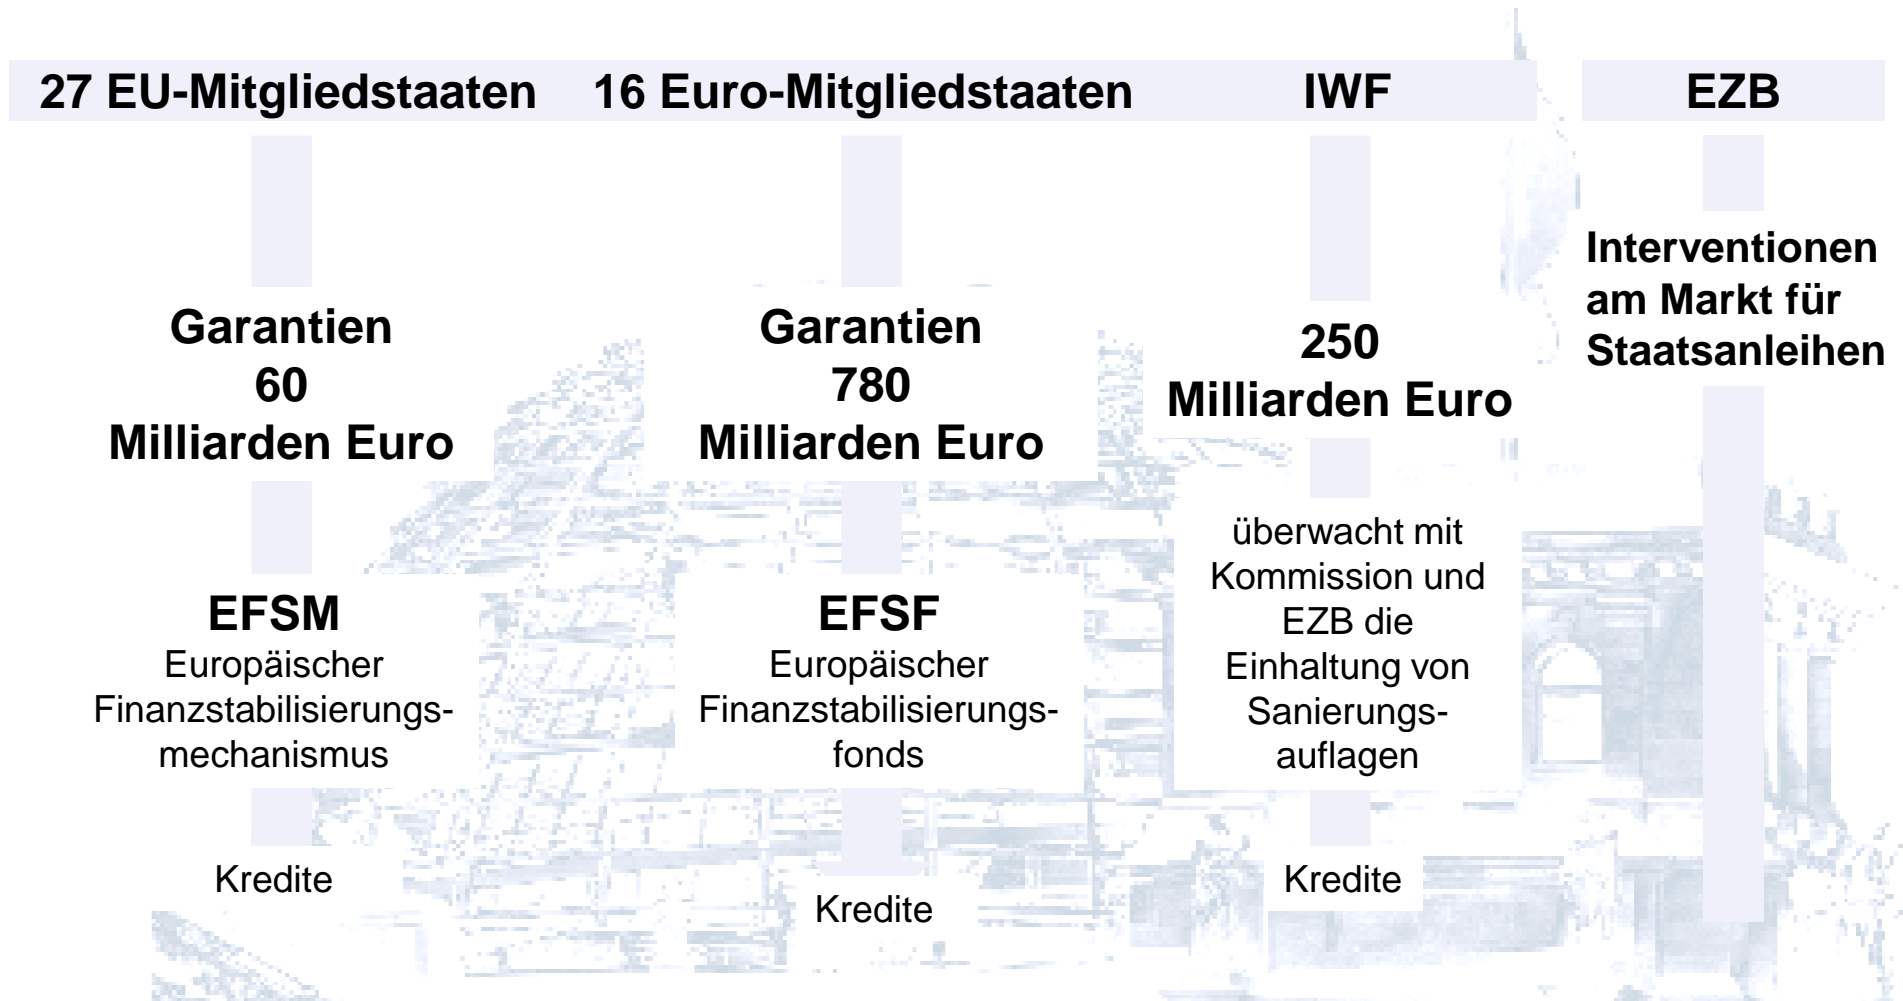 27 EU-Mitgliedstaaten
16 Euro-Mitgliedstaaten
IWF
EZB
Garantien
60
Milliarden Euro
EFSM
Europäischer
Finanzstabilisierungs-
mechanismus
Kredite
Garantien
780
Milliarden Euro
EFSF
Europäischer
Finanzstabilisierungs-
fonds
Kredite
250
Milliarden Euro
überwacht mit
Kommission und
EZB die
Einhaltung von
Sanierungs-
auflagen
Kredite
Interventionen
am Markt für
Staatsanleihen